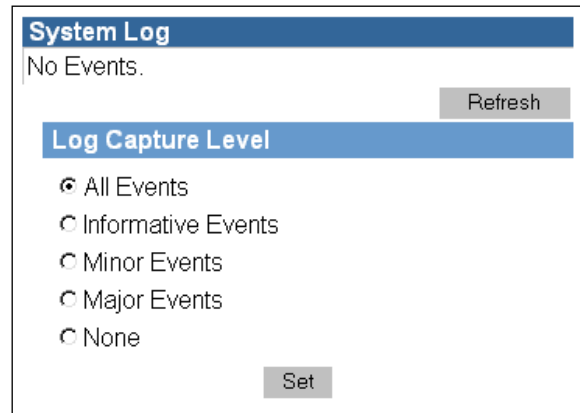 System Log
No Events.
Refresh
Log Capture Level
All Events
Informative Events
Minor Events
Major Events
None
Set